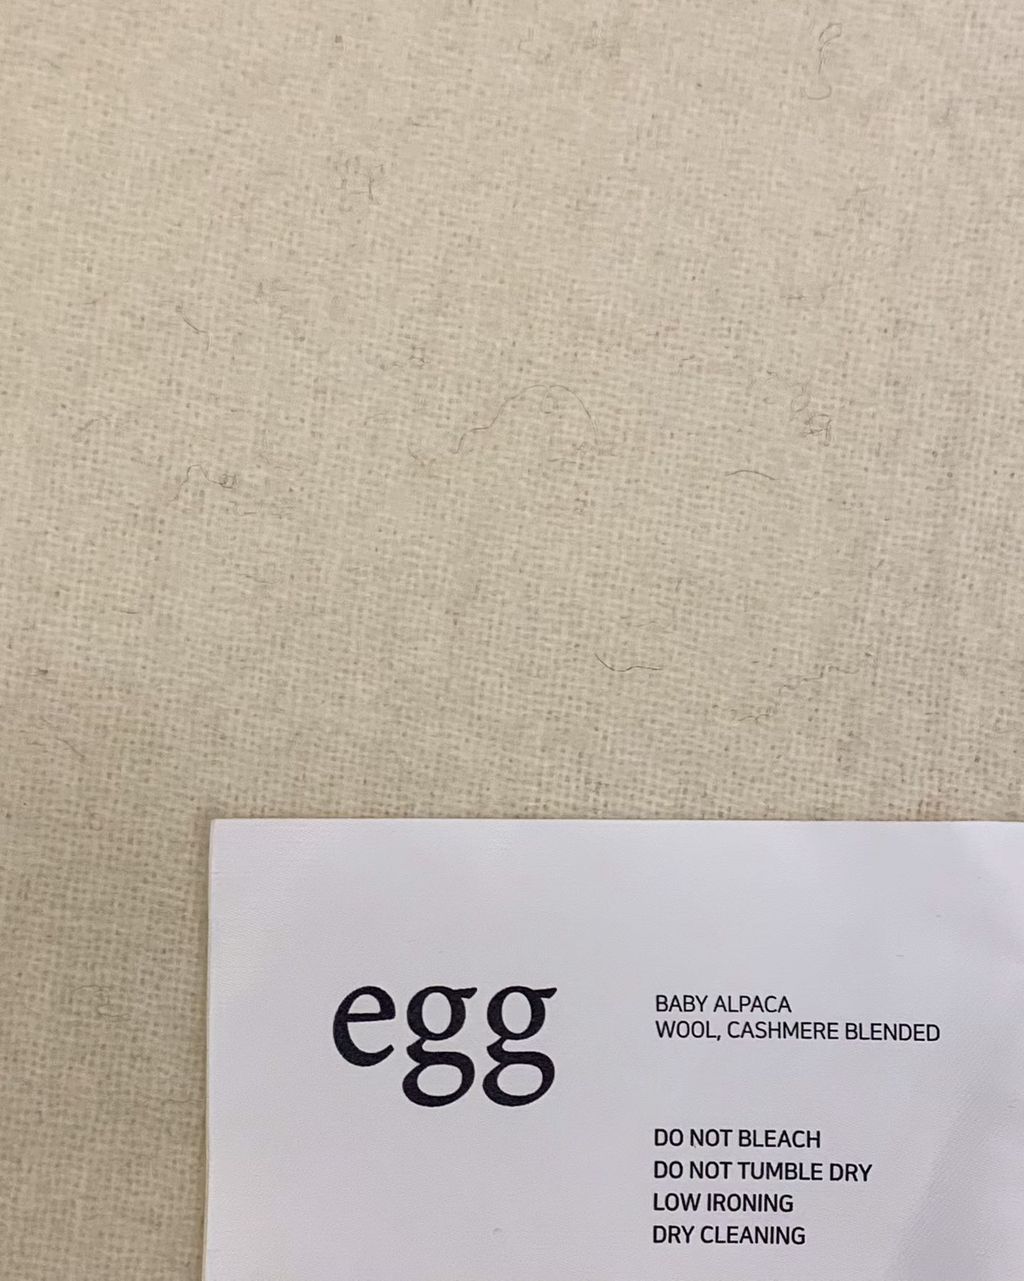 egg
BABY ALPACA
WOOL, CASHMERE BLENDED
DO NOT BLEACH
DO NOT TUMBLE DRY
LOW IRONING
DRY CLEANING